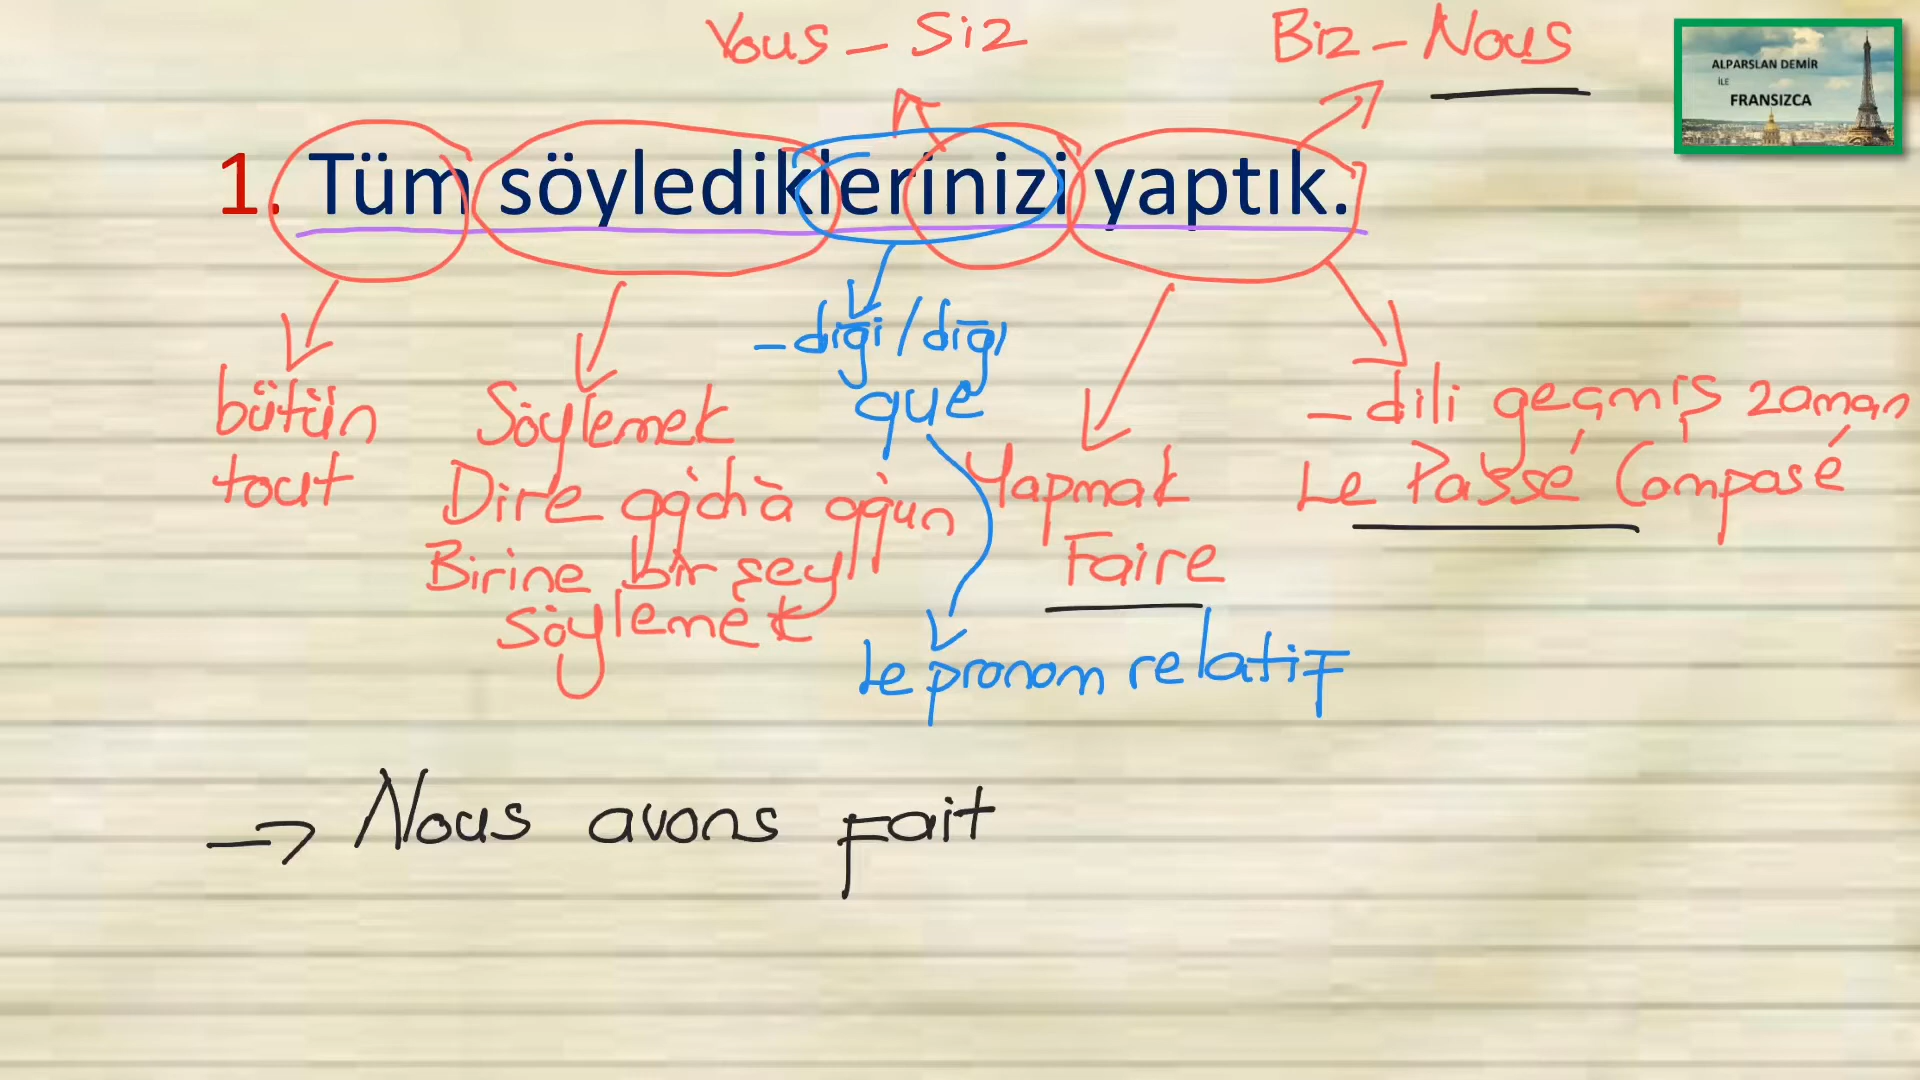 Vous - Siz
Biz - Nous
ALPARSLAN DEMİR
İLE
FRANSIZCA
1. Tüm söylediklerinizi yaptık.
bütün
tout
Söylemek
Dire qqch à qqun
Birine bir şey
söylemek
-diği/dığı
que
Le pronom relatif
Yapmak
Faire
-dili geçmiş zaman
Le Passé Composé
→ Nous avons fait